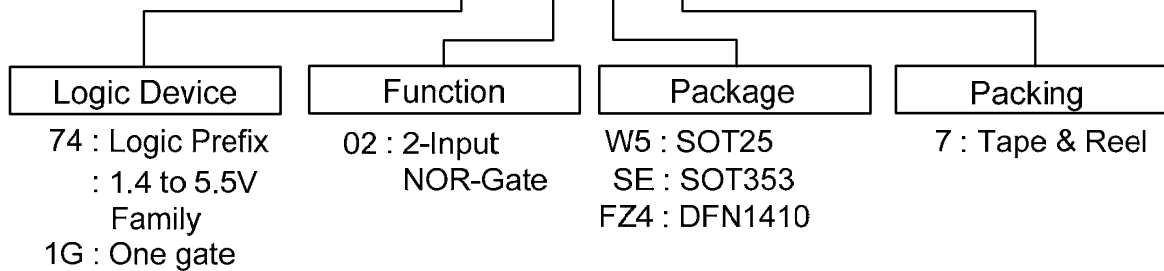 Logic Device
Function
Package
Packing
74 : Logic Prefix
: 1.4 to 5.5V
Family
1G : One gate
02 : 2-Input
NOR-Gate
W5 : SOT25
SE : SOT353
FZ4 : DFN1410
7 : Tape & Reel